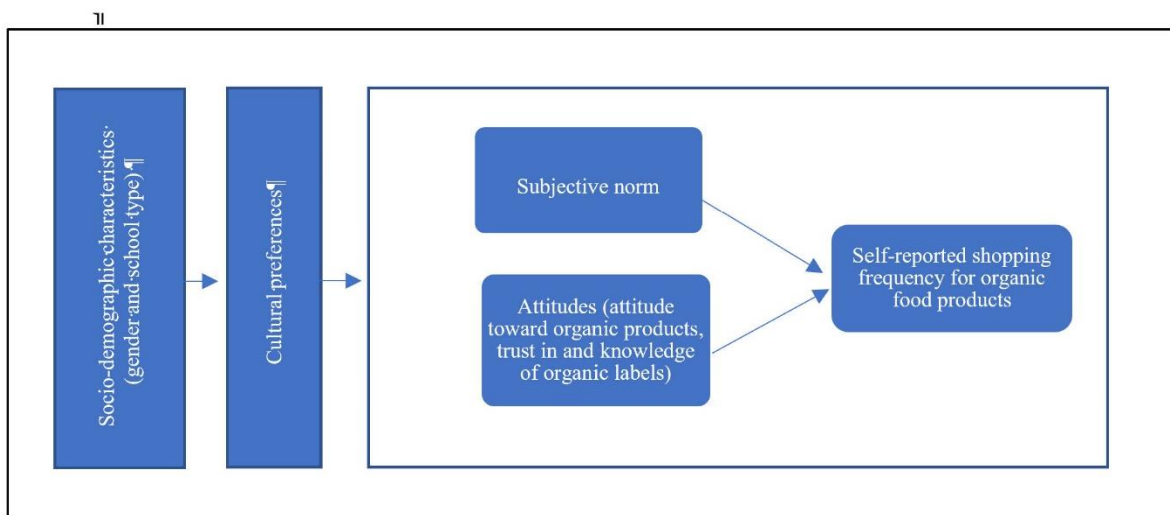 ¶
Socio-demographic characteristics·
(gender·and·school·type)·¶
Cultural·preferences¶
Subjective norm
Attitudes (attitude
toward organic products,
trust in and knowledge
of organic labels)
Self-reported shopping
frequency for organic
food products